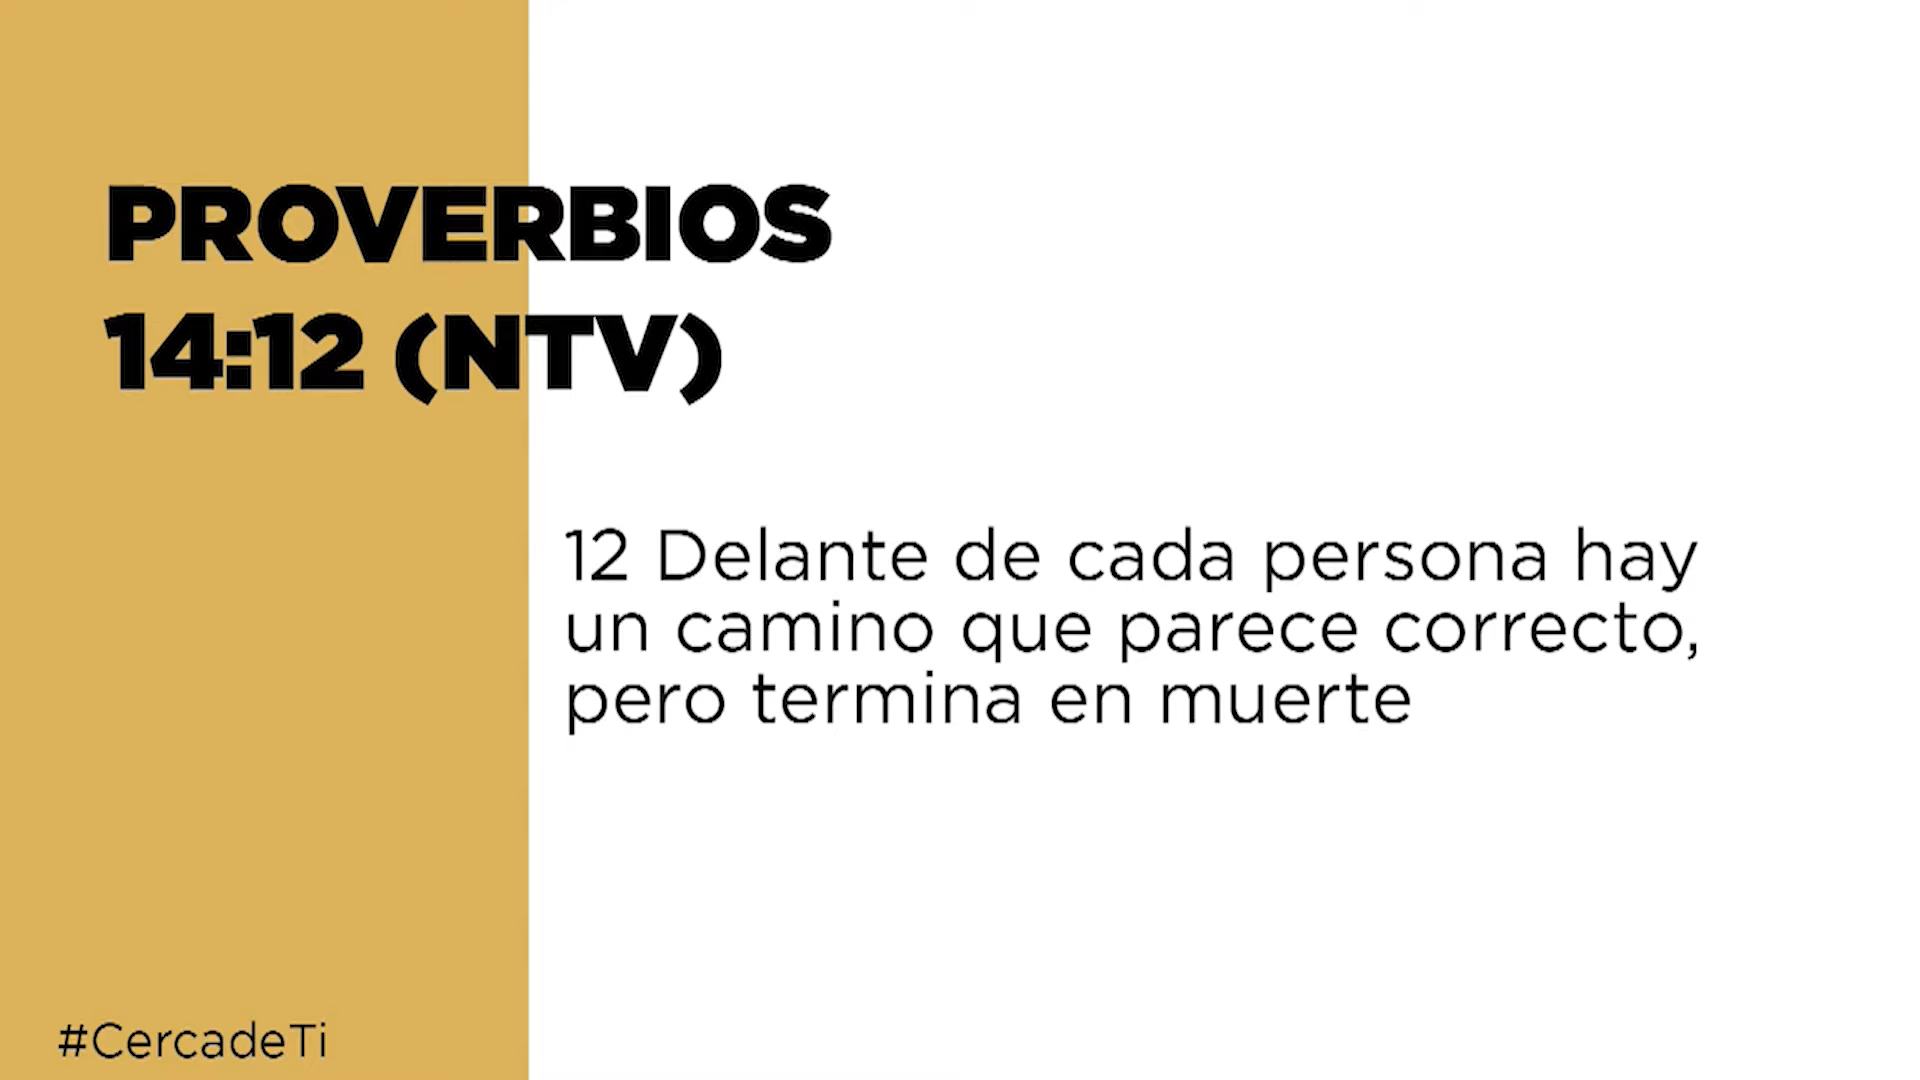 PROVERBIOS
14:12 (NTV)
12 Delante de cada persona hay
un camino que parece correcto,
pero termina en muerte
#CercadeTi